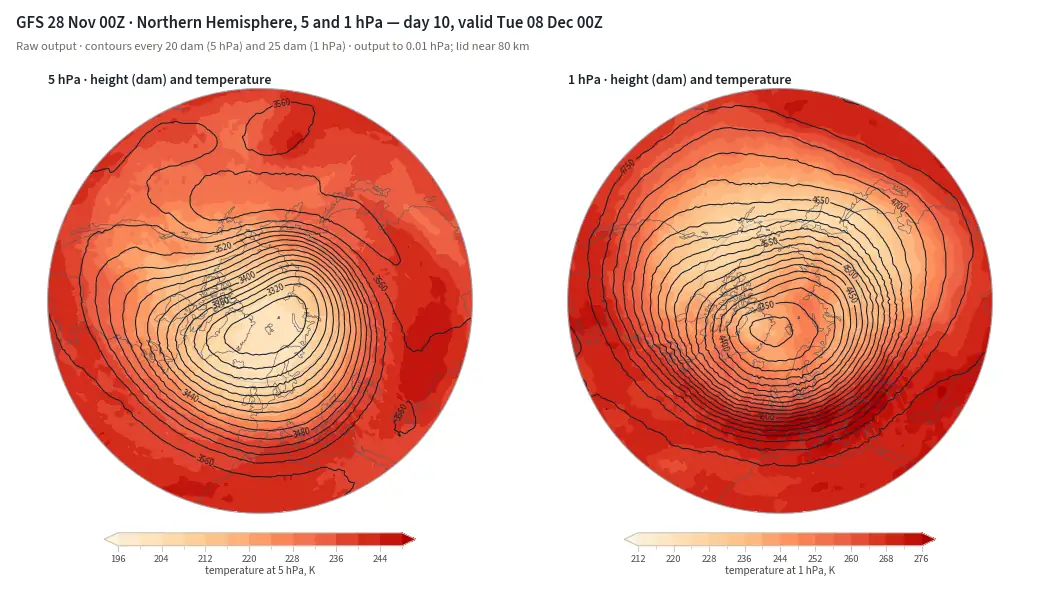 GFS 28 Nov 00Z · Northern Hemisphere, 5 and 1 hPa — day 10, valid Tue 08 Dec 00Z
Raw output · contours every 20 dam (5 hPa) and 25 dam (1 hPa) · output to 0.01 hPa; lid near 80 km
5 hPa · height (dam) and temperature
1 hPa · height (dam) and temperature
3560
3520
3400
3320
3560
3440
3480
3560
3560
4750
4650
4700
4550
4450
4350
4400
196 204 212 220 228 236 244
temperature at 5 hPa, K
212 220 228 236 244 252 260 268 276
temperature at 1 hPa, K